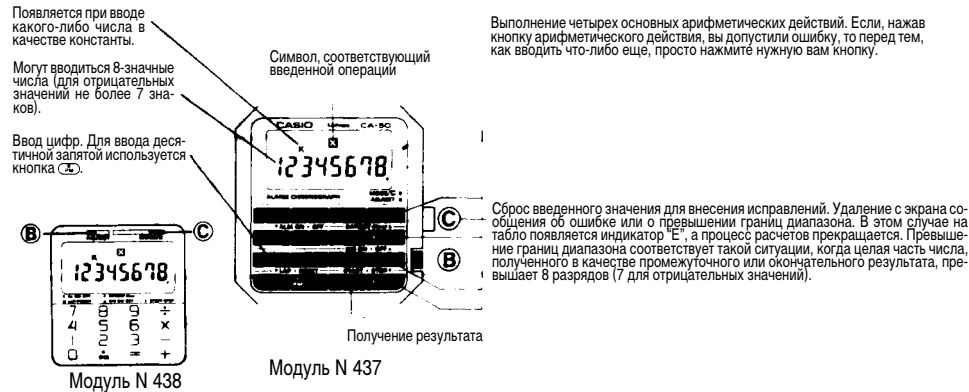 Появляется при вводе
какого-либо числа в
качестве константы.
Могут вводиться 8-значные
числа (для отрицательных
значений не более 7 зна-
ков).
Ввод цифр. Для ввода деся-
тичной запятой используется
кнопка
Символ, соответствующий
введенной операции
CASIO CA-50
12345678
ALARM CHRONOGRAPH
ADJUST
C
B
Получение результата
Модуль N 437
B
C
12345678
7 8 9 ÷
4 5 6 ×
1 2 3 −
0 = +
Модуль N 438
Выполнение четырех основных арифметических действий. Если, нажав
кнопку арифметического действия, вы допустили ошибку, то перед тем,
как вводить что-либо еще, просто нажмите нужную вам кнопку.
Сброс введенного значения для внесения исправлений. Удаление с экрана со-
общения об ошибке или о превышении границ диапазона. В этом случае на
табло появляется индикатор "E", а процесс расчетов прекращается. Превыше-
ние границ диапазона соответствует такой ситуации, когда целая часть числа,
полученного в качестве промежуточного или окончательного результата, пре-
вышает 8 разрядов (7 для отрицательных значений).